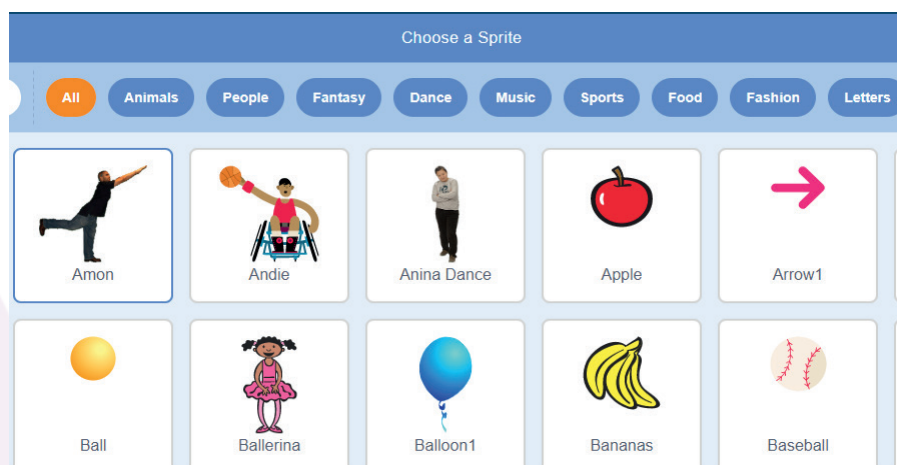 Choose a Sprite
All Animals People Fantasy Dance Music Sports Food Fashion Letters
Amon Andie Anina Dance Apple Arrow1
Ball Ballerina Balloon1 Bananas Baseball